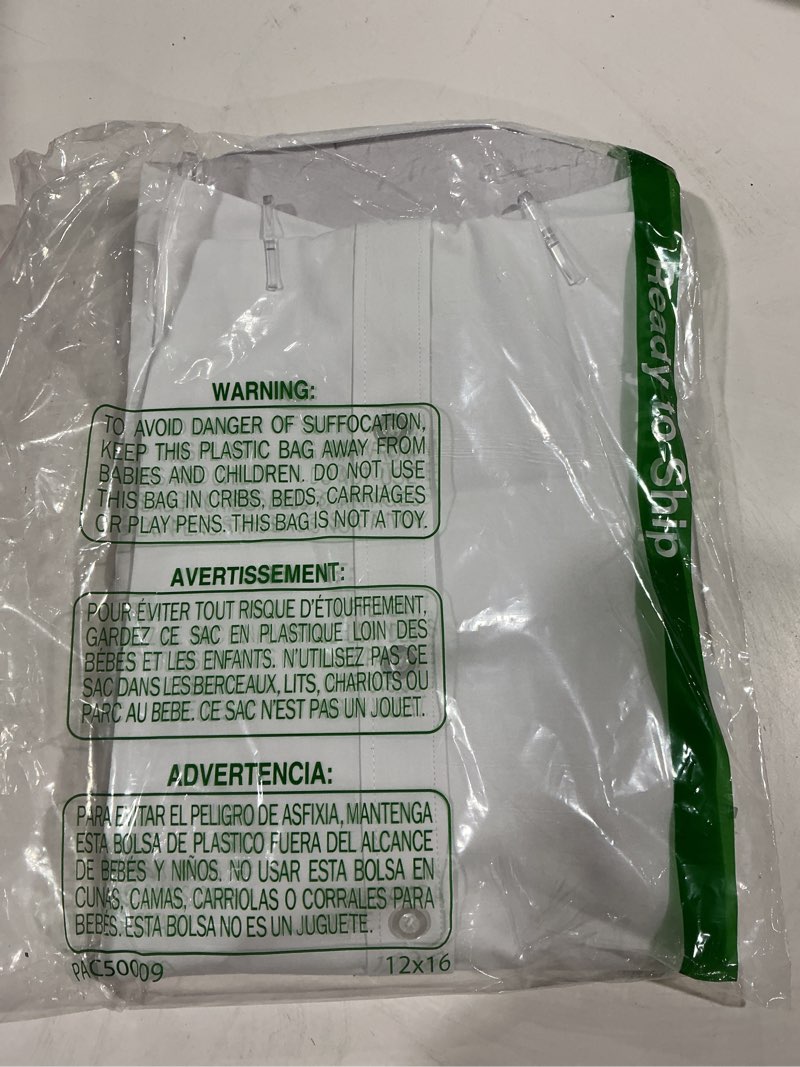 Ready to Ship
WARNING:
TO AVOID DANGER OF SUFFOCATION,
KEEP THIS PLASTIC BAG AWAY FROM
BABIES AND CHILDREN. DO NOT USE
THIS BAG IN CRIBS, BEDS, CARRIAGES
OR PLAY PENS. THIS BAG IS NOT A TOY.
AVERTISSEMENT:
POUR ÉVITER TOUT RISQUE D'ÉTOUFFEMENT,
GARDEZ CE SAC EN PLASTIQUE LOIN DES
BÉBÉS ET LES ENFANTS. N'UTILISEZ PAS CE
SAC DANS LES BERCEAUX, LITS, CHARIOTS OU
PARC AU BEBE. CE SAC N'EST PAS UN JOUET.
ADVERTENCIA:
PARA EVITAR EL PELIGRO DE ASFIXIA, MANTENGA
ESTA BOLSA DE PLASTICO FUERA DEL ALCANCE
DE BEBÉS Y NIÑOS. NO USAR ESTA BOLSA EN
CUNAS, CAMAS, CARRIOLAS O CORRALES PARA
BEBÉS. ESTA BOLSA NO ES UN JUGUETE.
PAC50009 12x16